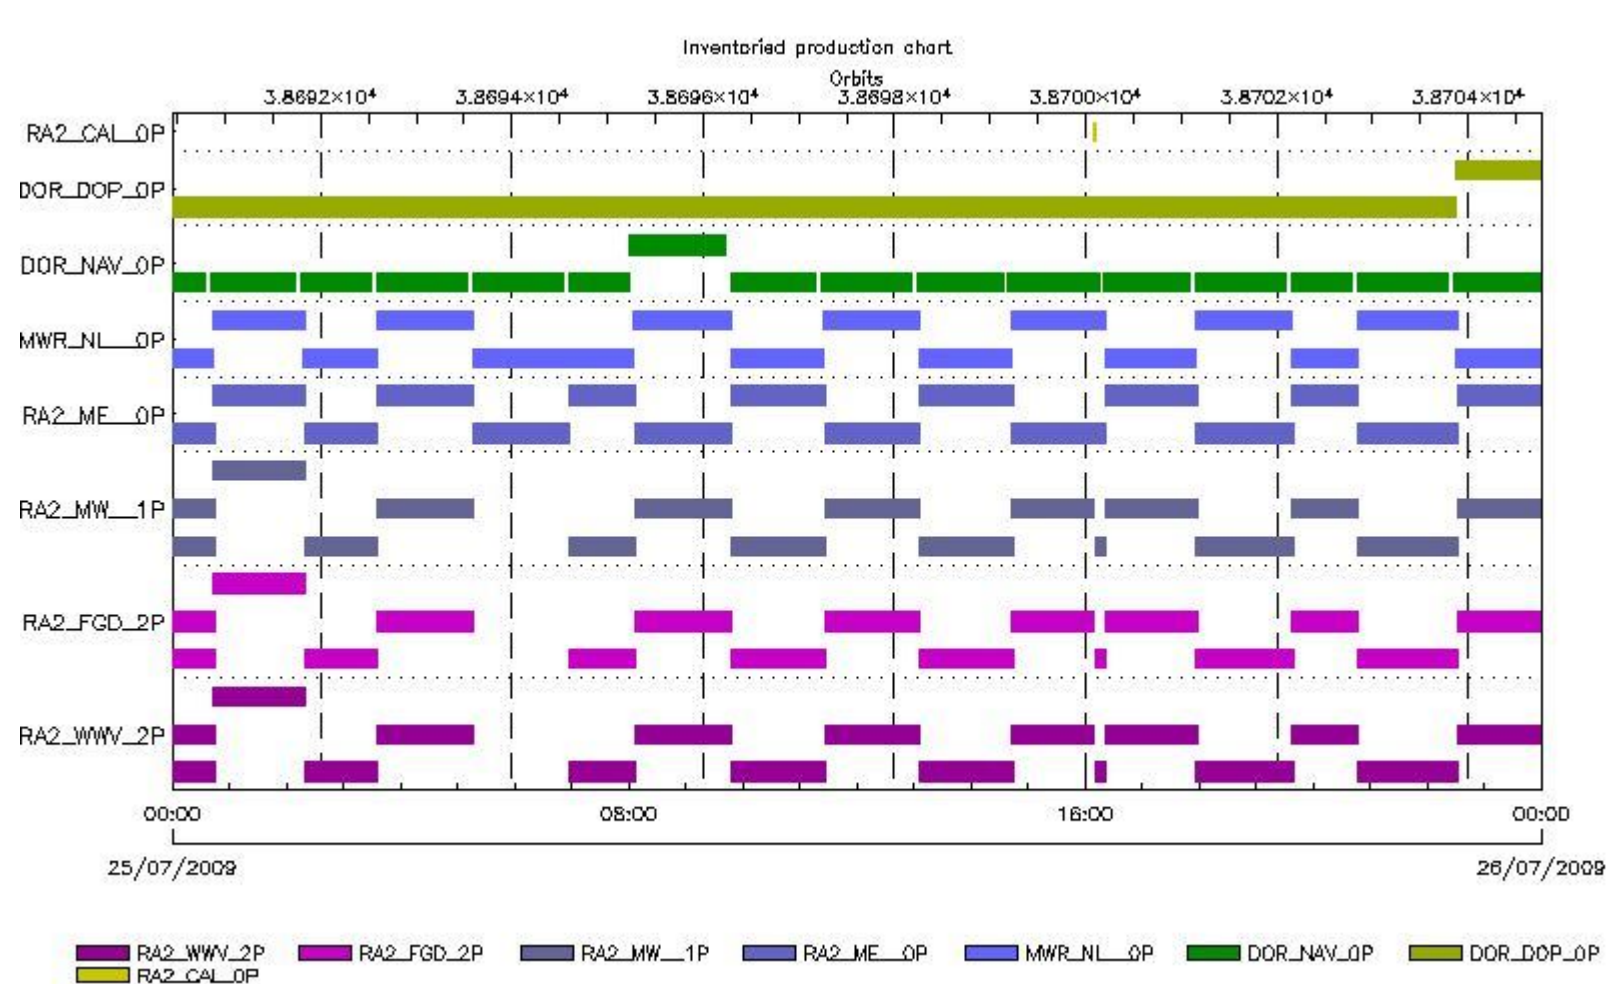 Inventoried production chart
Orbits
3.8692×10⁴ 3.8694×10⁴ 3.8696×10⁴ 3.8698×10⁴ 3.8700×10⁴ 3.8702×10⁴ 3.8704×10⁴
RA2_CAL_0P
DOR_DOP_0P
DOR_NAV_0P
MWR_NL__0P
RA2_ME__0P
RA2_MW__1P
RA2_FGD_2P
RA2_WWV_2P
00:00 08:00 16:00 00:00
25/07/2009 26/07/2009
RA2_WWV_2P RA2_FGD_2P RA2_MW__1P RA2_ME__0P MWR_NL__0P DOR_NAV_0P DOR_DOP_0P
RA2_CAL_0P